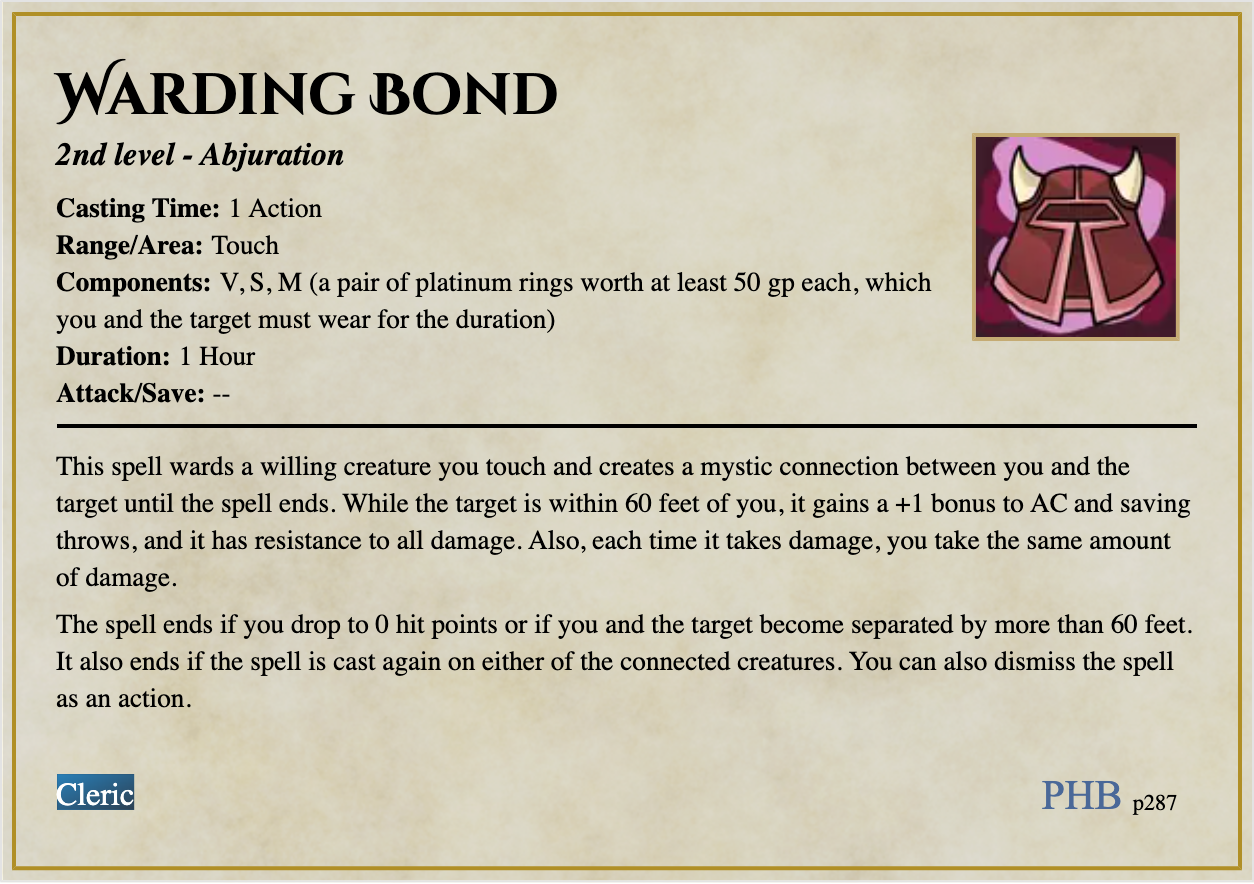 Warding Bond
2nd level - Abjuration
Casting Time: 1 Action
Range/Area: Touch
Components: V, S, M (a pair of platinum rings worth at least 50 gp each, which
you and the target must wear for the duration)
Duration: 1 Hour
Attack/Save: --
This spell wards a willing creature you touch and creates a mystic connection between you and the
target until the spell ends. While the target is within 60 feet of you, it gains a +1 bonus to AC and saving
throws, and it has resistance to all damage. Also, each time it takes damage, you take the same amount
of damage.
The spell ends if you drop to 0 hit points or if you and the target become separated by more than 60 feet.
It also ends if the spell is cast again on either of the connected creatures. You can also dismiss the spell
as an action.
Cleric
PHB p287